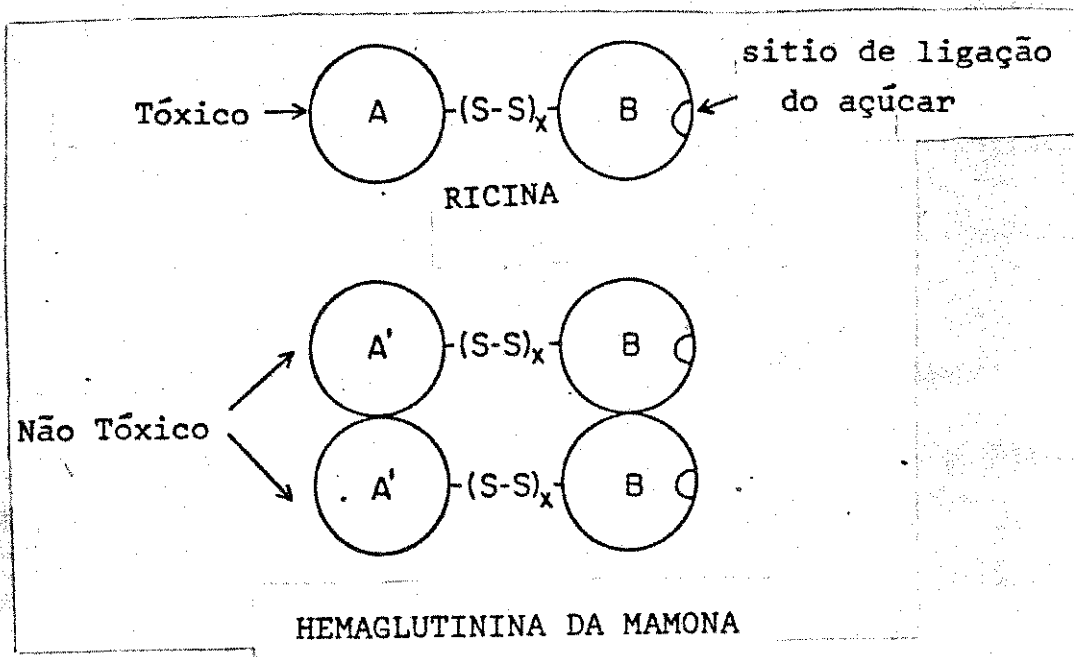 sitio de ligação
do açúcar
Tóxico
A -(S-S)x- B
RICINA
A' -(S-S)x- B
Não Tóxico
A' -(S-S)x- B
HEMAGLUTININA DA MAMONA